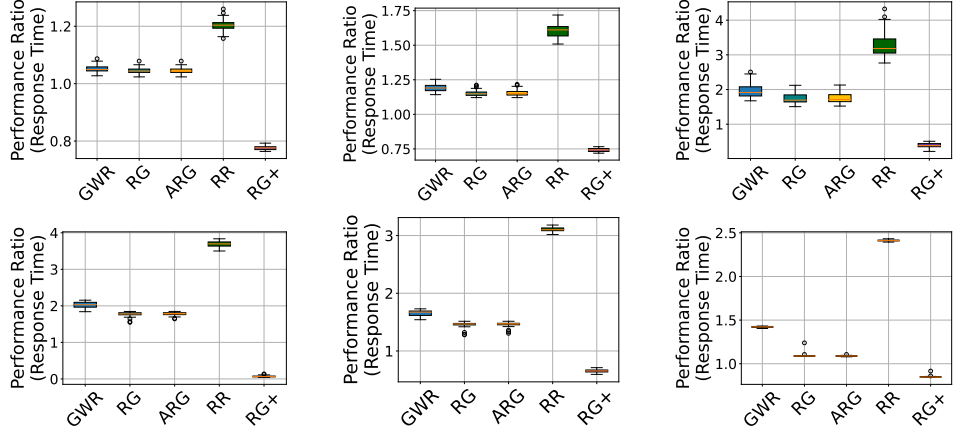 Performance Ratio
(Response Time)
1.2
1.0
0.8
GWR
RG
ARG
RR
RG+
Performance Ratio
(Response Time)
1.75
1.50
1.25
1.00
0.75
GWR
RG
ARG
RR
RG+
Performance Ratio
(Response Time)
4
3
2
1
GWR
RG
ARG
RR
RG+
Performance Ratio
(Response Time)
4
3
2
1
0
GWR
RG
ARG
RR
RG+
Performance Ratio
(Response Time)
3
2
1
GWR
RG
ARG
RR
RG+
Performance Ratio
(Response Time)
2.5
2.0
1.5
1.0
GWR
RG
ARG
RR
RG+